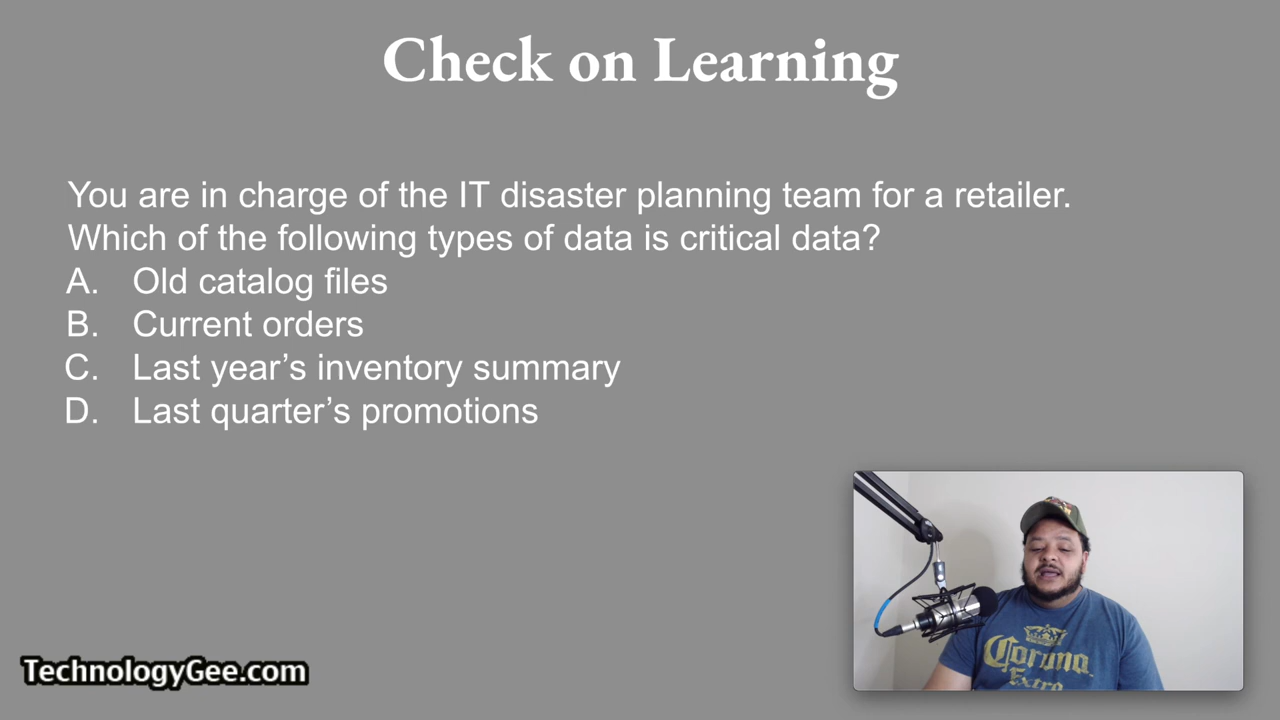 Check on Learning
You are in charge of the IT disaster planning team for a retailer.
Which of the following types of data is critical data?
A. Old catalog files
B. Current orders
C. Last year's inventory summary
D. Last quarter's promotions
Corona
Extra
TechnologyGee.com